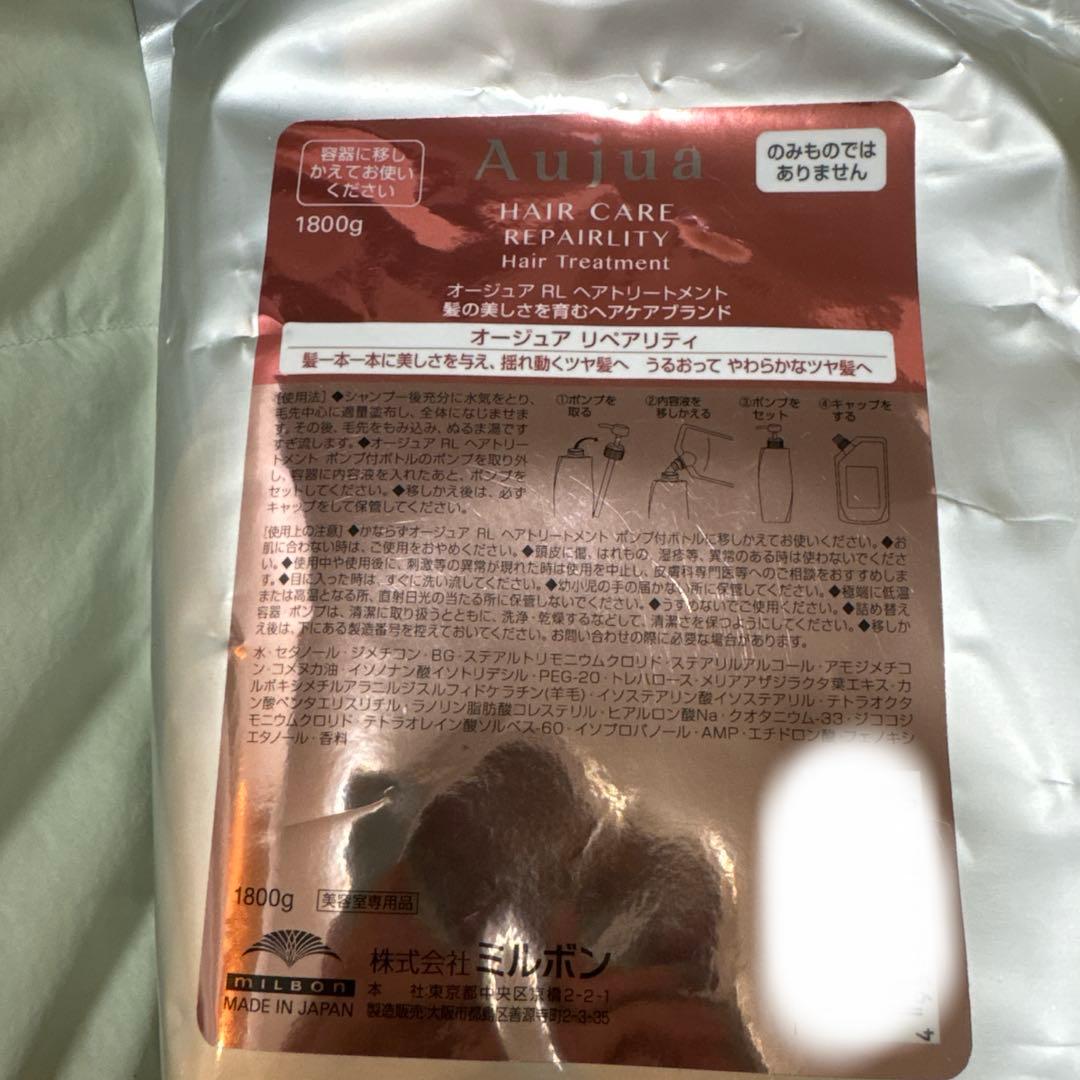 容器に移し
かえてお使い
ください
Aujua
のみものでは
ありません
1800g
HAIR CARE
REPAIRLITY
Hair Treatment
オージュア RL ヘアトリートメント
髪の美しさを育むヘアケアブランド
オージュア リペアリティ
髪一本一本に美しさを与え、揺れ動くツヤ髪へ うるおって やわらかなツヤ髪へ
[使用法] ◆シャンプー後充分に水気をとり、
毛先中心に適量塗布し、全体になじませま
す。その後、毛先をもみ込み、ぬるま湯です
すぎ流します。◆オージュア RL ヘアトリー
トメント ポンプ付ボトルのポンプを取り外
し、容器に内容液を入れたあと、ポンプを
セットしてください。◆移しかえ後は、必ず
キャップをして保管してください。
①ポンプを
取る
②内容液を
移しかえる
③ポンプを
セット
④キャップを
する
[使用上の注意] ◆かならずオージュア RL ヘアトリートメント ポンプ付ボトルに移しかえてお使いください。◆お
肌に合わない時は、ご使用をおやめください。◆頭皮に傷、はれもの、湿疹等、異常のある時は使わないでくださ
い。◆使用中や使用後に、刺激等の異常が現れた時は使用を中止し、皮膚科専門医等へのご相談をおすすめしま
す。◆目に入った時は、すぐに洗い流してください。◆幼小児の手の届かない所に保管してください。◆極端に低温
または高温となる所、直射日光の当たる所に保管しないでください。◆うすめないでご使用ください。◆詰め替え
容器・ポンプは、清潔に取り扱うとともに、洗浄・乾燥するなどして、清潔さを保つようにしてください。◆移しか
え後は、下にある製造番号を控えておいてください。お問い合わせの際に必要な場合があります。
水・セタノール・ジメチコン・BG・ステアルトリモニウムクロリド・ステアリルアルコール・アモジメチコ
ン・コメヌカ油・イソノナン酸イソトリデシル・PEG-20・トレハロース・メリアアザジラクタ葉エキス・カ
ルボキシメチルアラニルジスルフィドケラチン(羊毛)・イソステアリン酸イソステアリル・テトラオクタ
ン酸ペンタエリスリチル・ラノリン脂肪酸コレステリル・ヒアルロン酸Na・クオタニウム-33・ジココジ
モニウムクロリド・テトラオレイン酸ソルベス-60・イソプロパノール・AMP・エチドロン酸・フェノキシ
エタノール・香料
1800g
美容室専用品
milbon
MADE IN JAPAN
株式会社 ミルボン
本 社:東京都中央区京橋2-2-1
製造販売:大阪市都島区善源寺町2-3-35